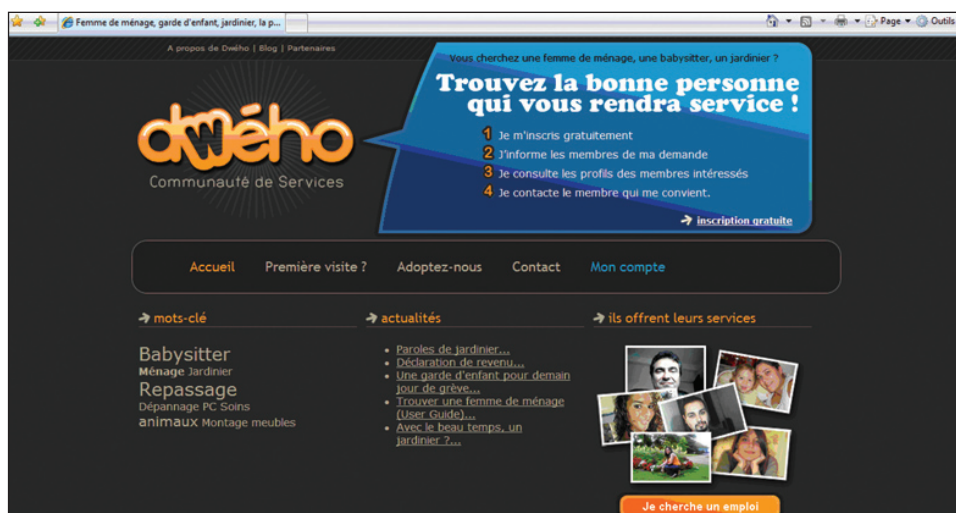 Femme de ménage, garde d'enfant, jardinier, la p...
Page
Outils
A propos de Dwého | Blog | Partenaires
Vous cherchez une femme de ménage, une babysitter, un jardinier ?
Trouvez la bonne personne
qui vous rendra service !
1 Je m'inscris gratuitement
2 J'informe les membres de ma demande
3 Je consulte les profils des membres intéressés
4 Je contacte le membre qui me convient.
inscription gratuite
dwého
Communauté de Services
Accueil
Première visite ?
Adoptez-nous
Contact
Mon compte
mots-clé
Babysitter
Ménage Jardinier
Repassage
Dépannage PC Soins
animaux Montage meubles
actualités
Paroles de jardinier...
Déclaration de revenu...
Une garde d'enfant pour demain
jour de grève...
Trouver une femme de ménage
(User Guide)...
Avec le beau temps, un
jardinier ?...
ils offrent leurs services
Je cherche un emploi